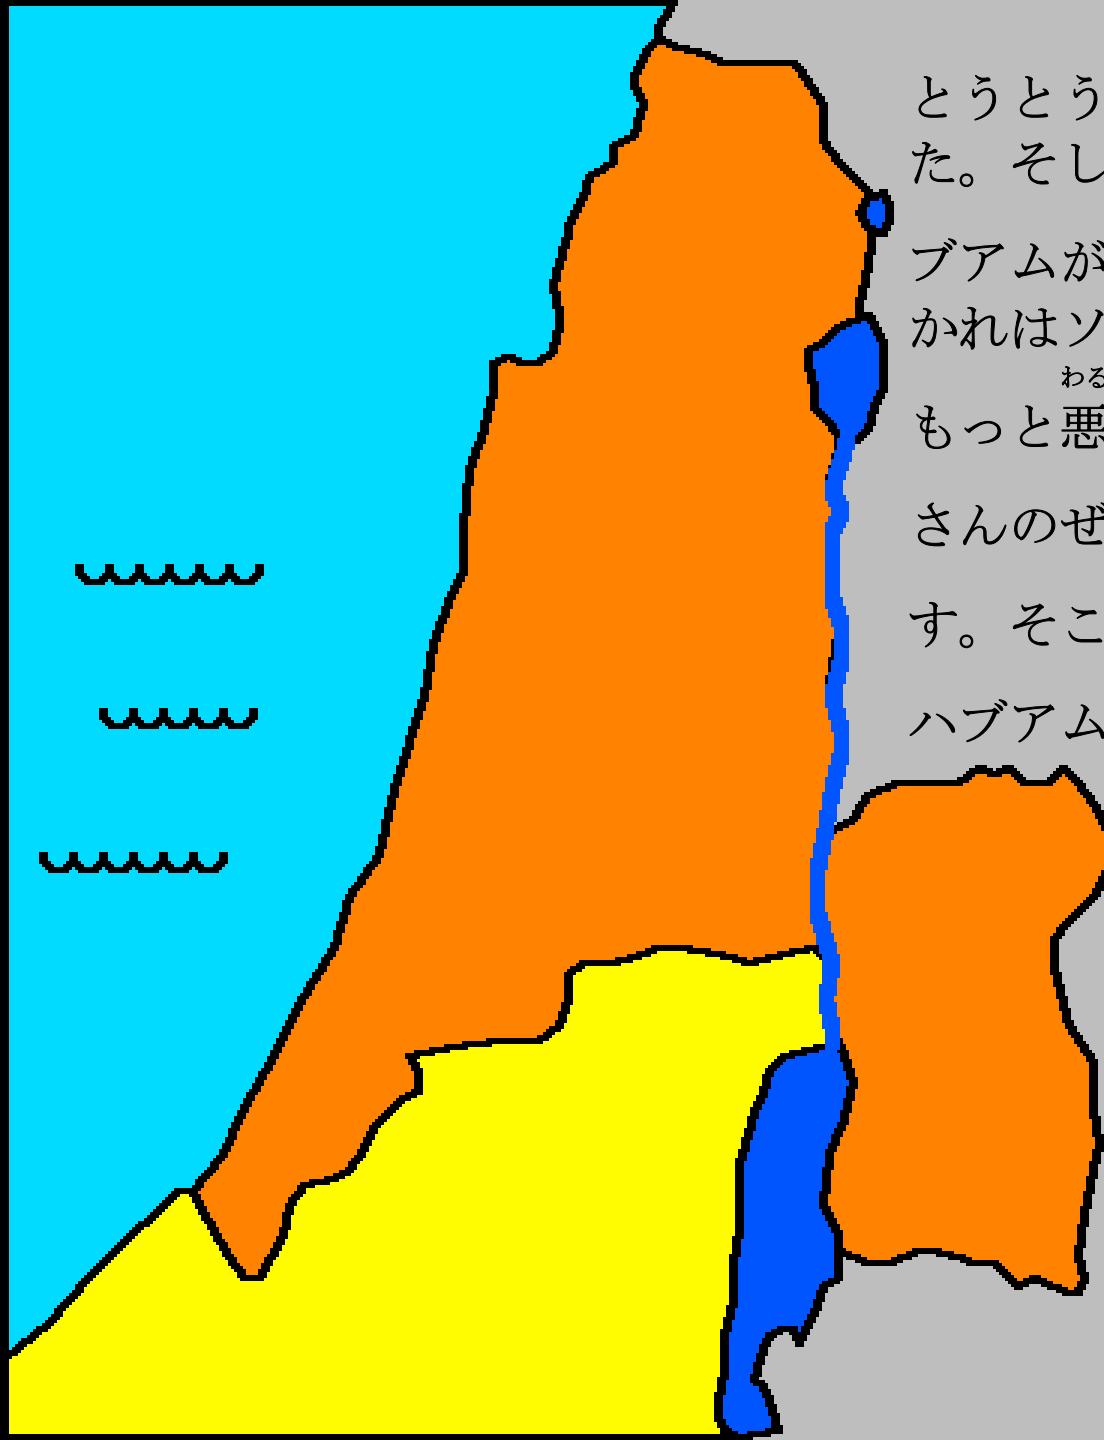 とうとう
た。そし
ブアムが
かれはソ
わる
もっと悪
さんのぜ
す。そこ
ハブアム